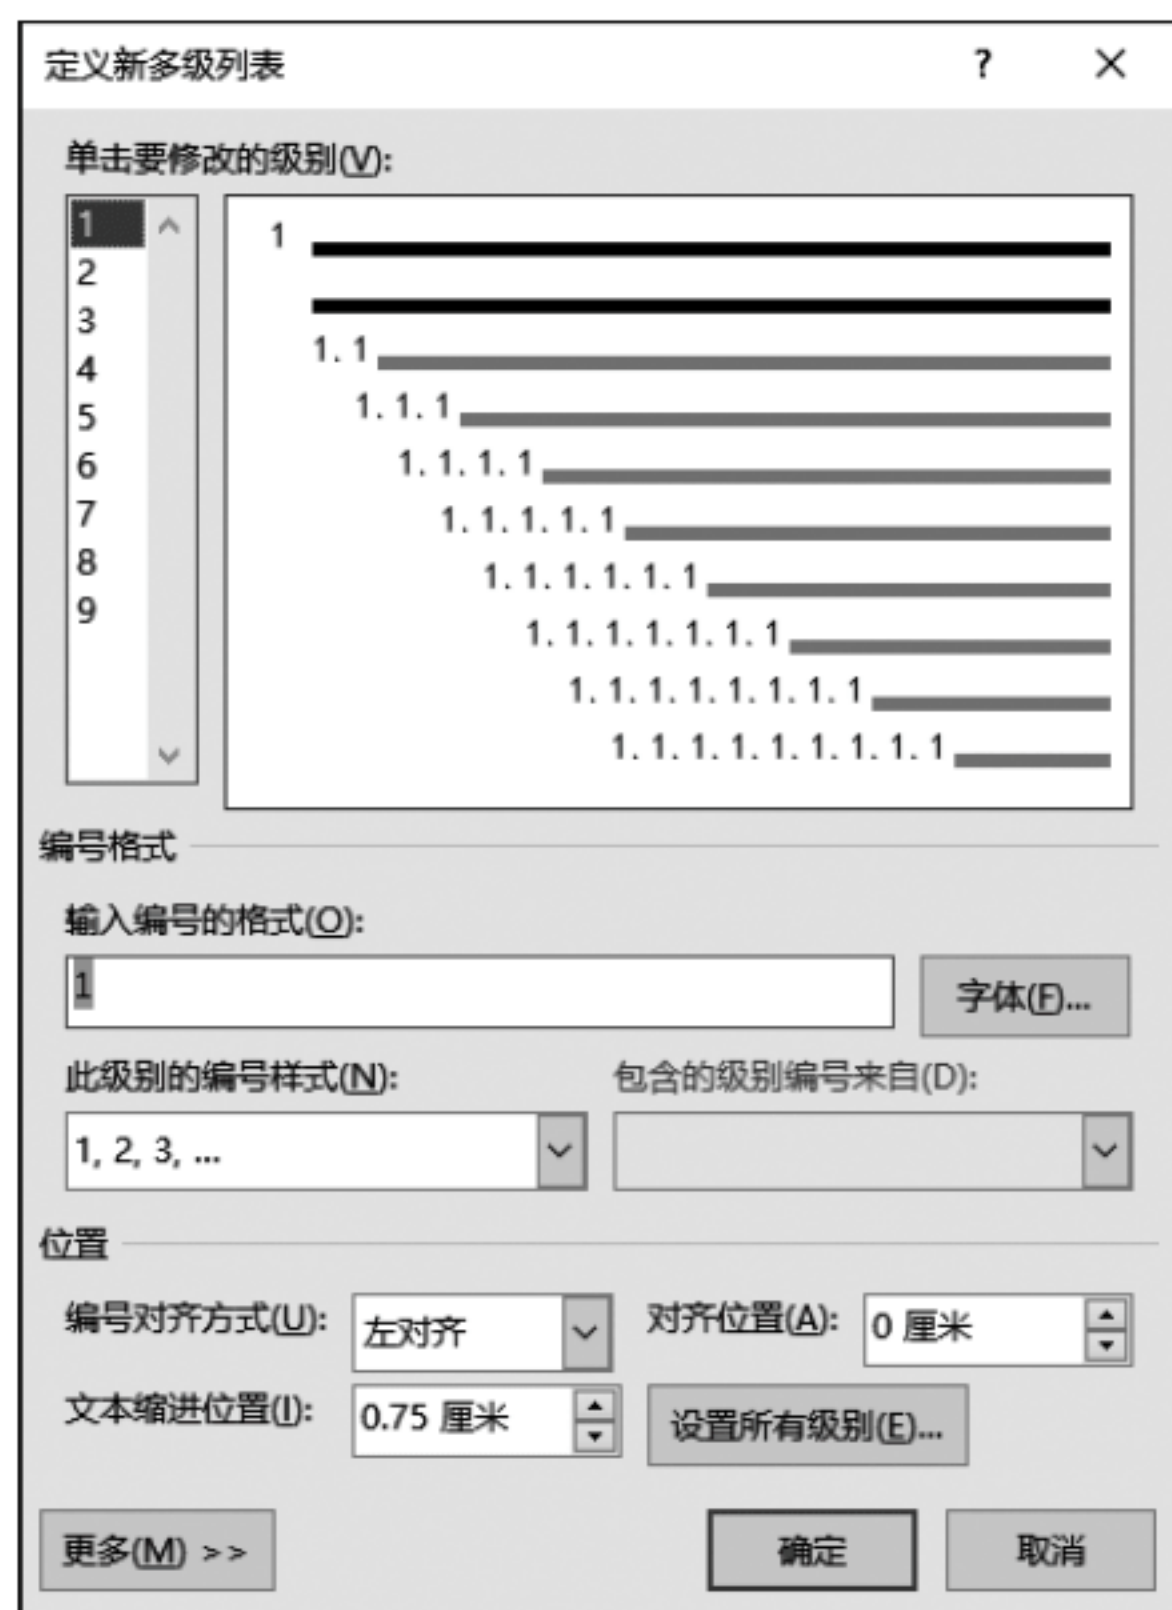 定义新多级列表 ? ×
单击要修改的级别(V):
1
2
3
4
5
6
7
8
9
1
1.1
1.1.1
1.1.1.1
1.1.1.1.1
1.1.1.1.1.1
1.1.1.1.1.1.1
1.1.1.1.1.1.1.1
1.1.1.1.1.1.1.1.1
编号格式
输入编号的格式(O):
1 字体(F)...
此级别的编号样式(N): 包含的级别编号来自(D):
1, 2, 3, ...
位置
编号对齐方式(U): 左对齐 对齐位置(A): 0 厘米
文本缩进位置(I): 0.75 厘米 设置所有级别(E)...
更多(M) >> 确定 取消